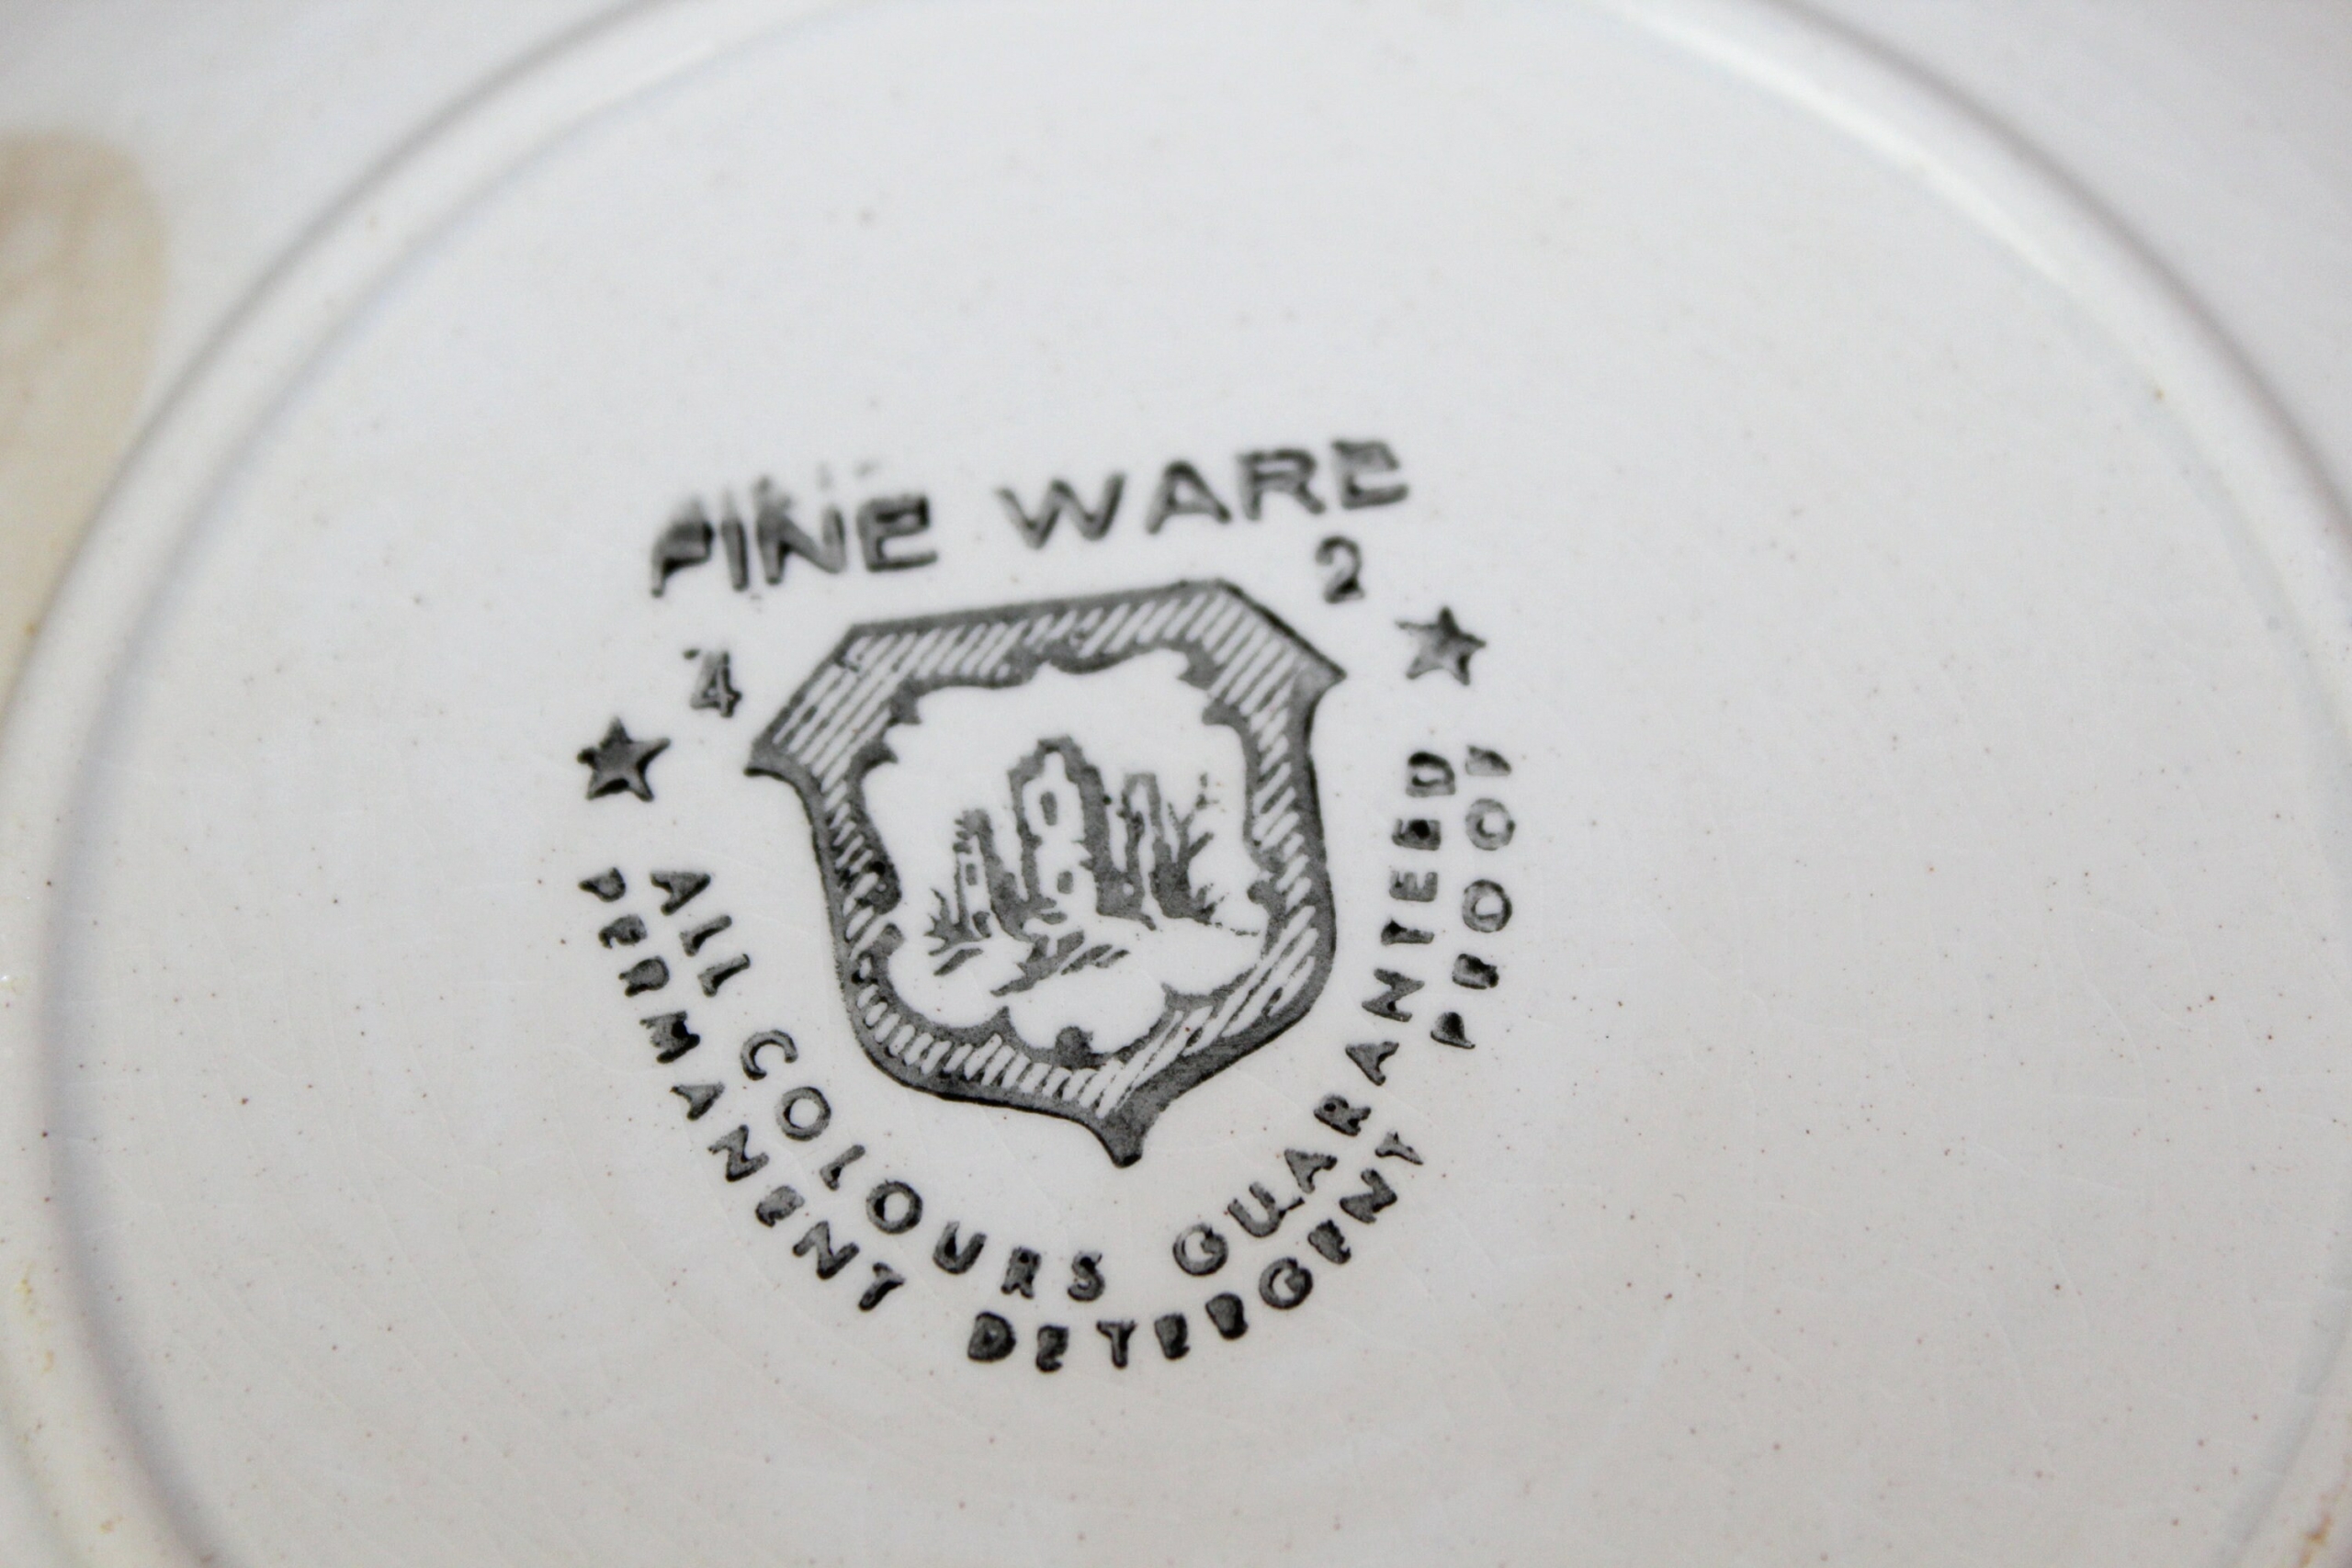 FINE WARE
4 2
ALL COLOURS GUARANTEED
PERMANENT DETERGENT PROOF